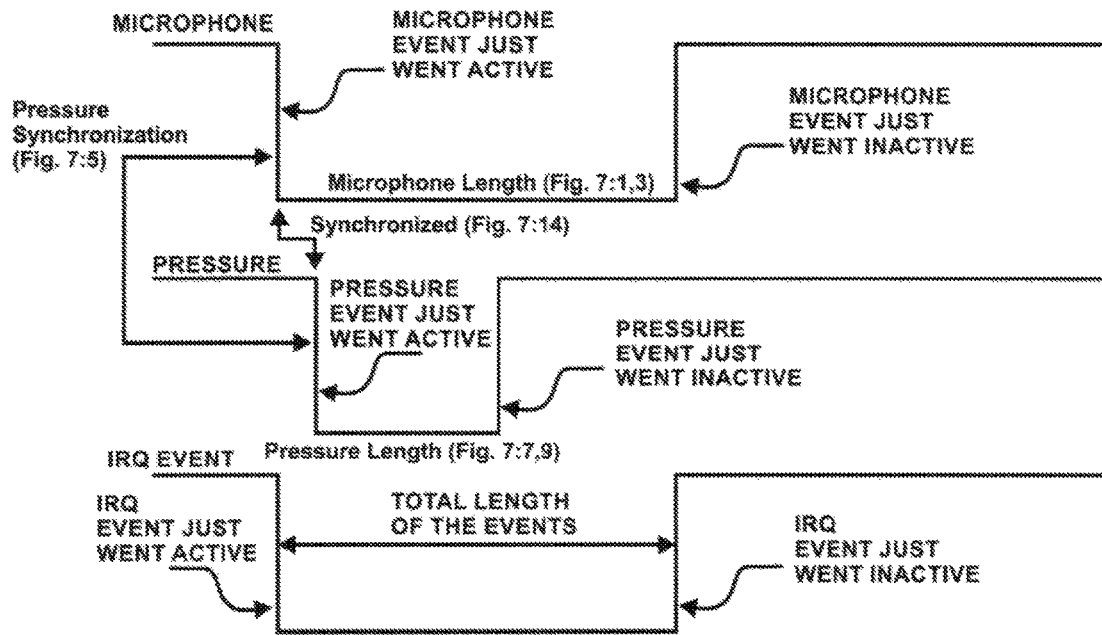 MICROPHONE
MICROPHONE
EVENT JUST
WENT ACTIVE
Pressure
Synchronization
(Fig. 7:5)
MICROPHONE
EVENT JUST
WENT INACTIVE
Microphone Length (Fig. 7:1,3)
Synchronized (Fig. 7:14)
PRESSURE
PRESSURE
EVENT JUST
WENT ACTIVE
PRESSURE
EVENT JUST
WENT INACTIVE
Pressure Length (Fig. 7:7,9)
IRQ EVENT
IRQ
EVENT JUST
WENT ACTIVE
TOTAL LENGTH
OF THE EVENTS
IRQ
EVENT JUST
WENT INACTIVE